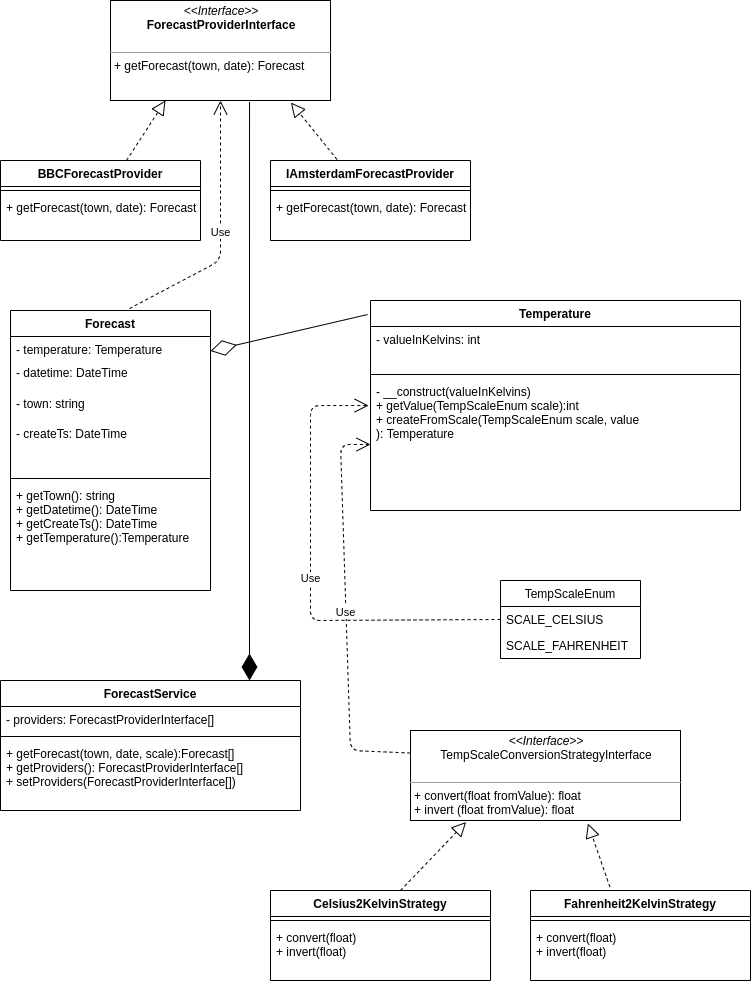 <<Interface>>
ForecastProviderInterface
+ getForecast(town, date): Forecast
BBCForecastProvider
+ getForecast(town, date): Forecast
IAmsterdamForecastProvider
+ getForecast(town, date): Forecast
Use
Forecast
- temperature: Temperature
- datetime: DateTime
- town: string
- createTs: DateTime
+ getTown(): string
+ getDatetime(): DateTime
+ getCreateTs(): DateTime
+ getTemperature():Temperature
Temperature
- valueInKelvins: int
- __construct(valueInKelvins)
+ getValue(TempScaleEnum scale):int
+ createFromScale(TempScaleEnum scale, value
): Temperature
Use
Use
TempScaleEnum
SCALE_CELSIUS
SCALE_FAHRENHEIT
ForecastService
- providers: ForecastProviderInterface[]
+ getForecast(town, date, scale):Forecast[]
+ getProviders(): ForecastProviderInterface[]
+ setProviders(ForecastProviderInterface[])
<<Interface>>
TempScaleConversionStrategyInterface
+ convert(float fromValue): float
+ invert (float fromValue): float
Celsius2KelvinStrategy
+ convert(float)
+ invert(float)
Fahrenheit2KelvinStrategy
+ convert(float)
+ invert(float)